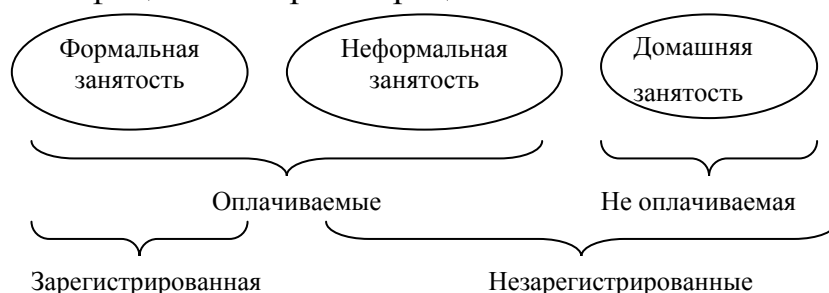 Формальная
занятость
Неформальная
занятость
Домашняя
занятость
Оплачиваемые
Не оплачиваемая
Зарегистрированная
Незарегистрированные